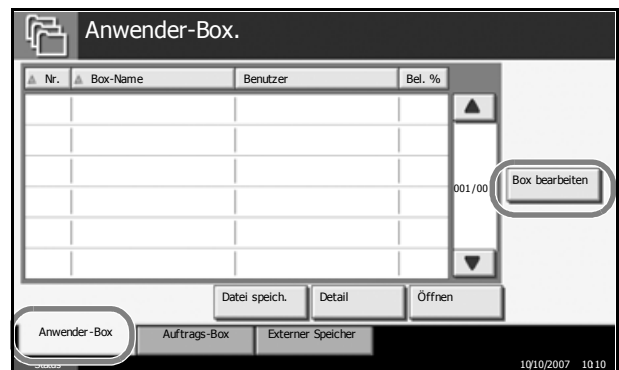 Anwender-Box.
Nr. Box-Name Benutzer Bel. %
001/00
Box bearbeiten
Datei speich. Detail Öffnen
Anwender-Box Auftrags-Box Externer Speicher
Status 10/10/2007 10:10